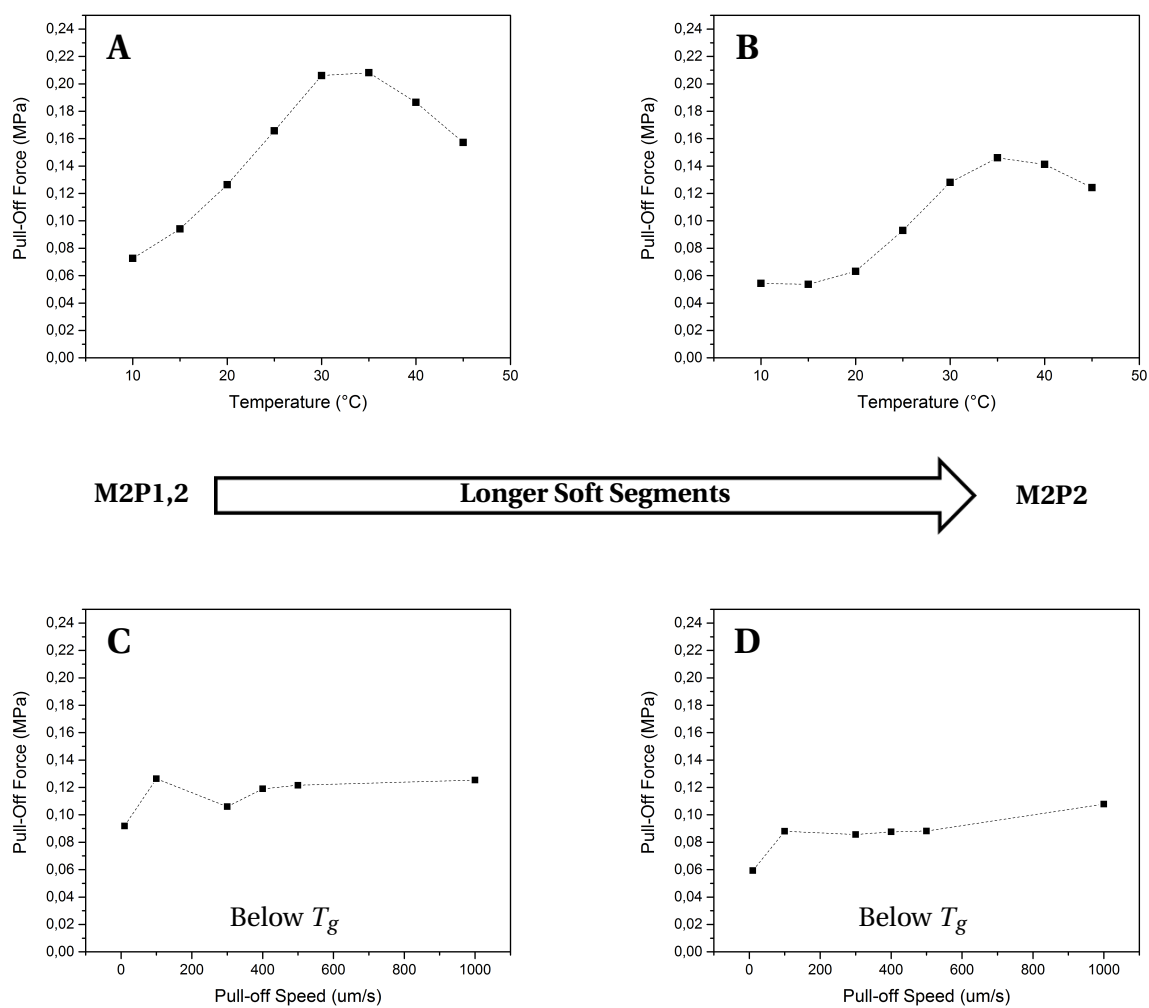 A
Pull-Off Force (MPa)
0,24
0,22
0,20
0,18
0,16
0,14
0,12
0,10
0,08
0,06
0,04
0,02
0,00
10 20 30 40 50
Temperature (°C)
B
Pull-Off Force (MPa)
0,24
0,22
0,20
0,18
0,16
0,14
0,12
0,10
0,08
0,06
0,04
0,02
0,00
10 20 30 40 50
Temperature (°C)
M2P1,2 Longer Soft Segments M2P2
C
Pull-Off Force (MPa)
0,24
0,22
0,20
0,18
0,16
0,14
0,12
0,10
0,08
0,06
0,04
0,02
0,00
Below Tg
0 200 400 600 800 1000
Pull-off Speed (um/s)
D
Pull-Off Force (MPa)
0,24
0,22
0,20
0,18
0,16
0,14
0,12
0,10
0,08
0,06
0,04
0,02
0,00
Below Tg
0 200 400 600 800 1000
Pull-off Speed (um/s)